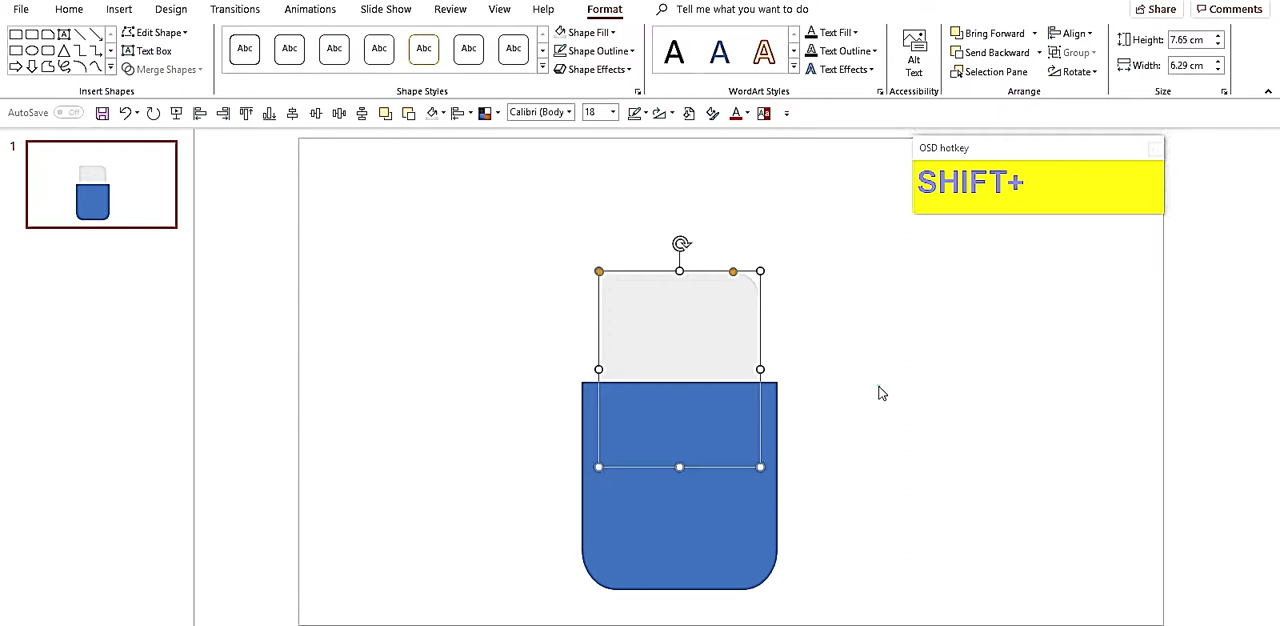 File Home Insert Design Transitions Animations Slide Show Review View Help Format Tell me what you want to do Share Comments
Edit Shape
Text Box
Merge Shapes
Insert Shapes
Abc Abc Abc Abc Abc Abc Abc
Shape Fill
Shape Outline
Shape Effects
Shape Styles
A A A
Text Fill
Text Outline
Text Effects
WordArt Styles
Alt
Text
Accessibility
Bring Forward
Send Backward
Selection Pane
Align
Group
Rotate
Arrange
Height: 7.65 cm
Width: 6.29 cm
Size
AutoSave Off Calibri (Body 18
1
OSD hotkey
SHIFT+